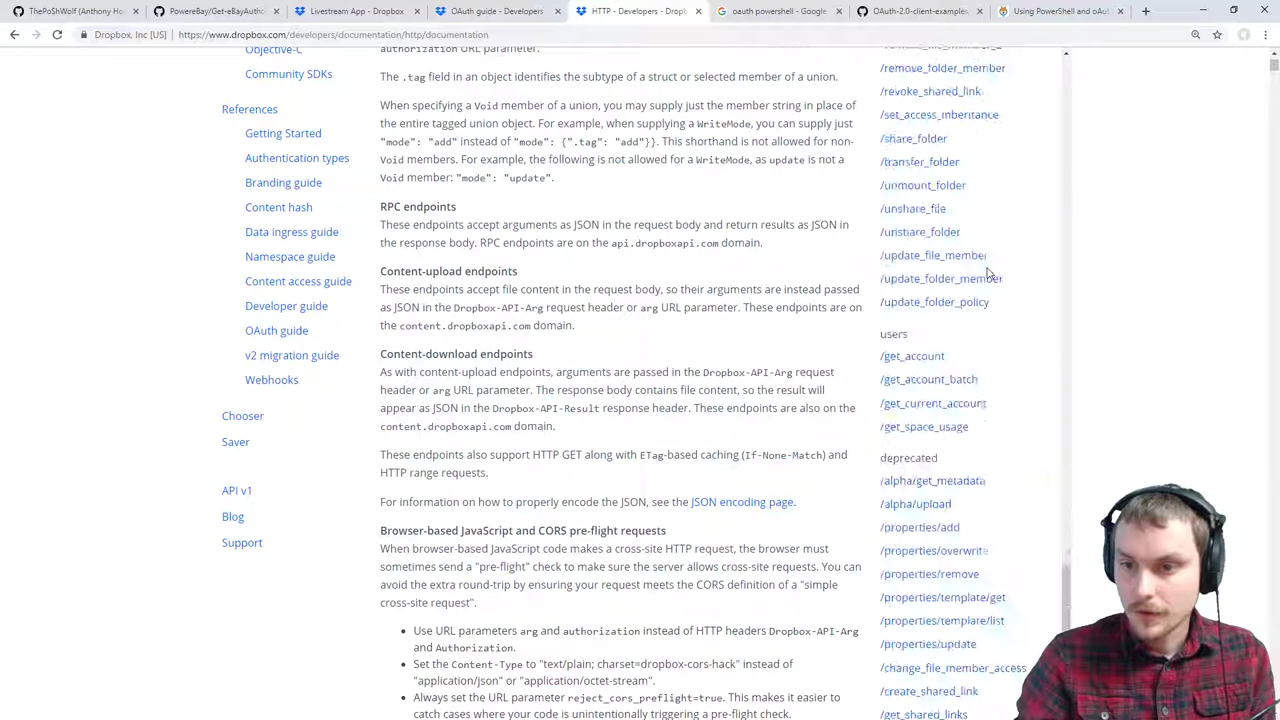 ThePoShWolf (Anthony How
PowereBay/Get-eBayAutho
Livestream App - Dropbox
OAuth guide - Developers
HTTP - Developers - Dropb
oauth powershell - Google
OAuth-2.0-client-examples
Using PowerShell and oAu
Dropbox, Inc [US]
https://www.dropbox.com/developers/documentation/http/documentation
Objective-C
Community SDKs
References
Getting Started
Authentication types
Branding guide
Content hash
Data ingress guide
Namespace guide
Content access guide
Developer guide
OAuth guide
v2 migration guide
Webhooks
Chooser
Saver
API v1
Blog
Support
authorization URL parameter.
The .tag field in an object identifies the subtype of a struct or selected member of a union.
When specifying a Void member of a union, you may supply just the member string in place of
the entire tagged union object. For example, when supplying a WriteMode, you can supply just
"mode": "add" instead of "mode": {".tag": "add"}}. This shorthand is not allowed for non-
Void members. For example, the following is not allowed for a WriteMode, as update is not a
Void member: "mode": "update".
RPC endpoints
These endpoints accept arguments as JSON in the request body and return results as JSON in
the response body. RPC endpoints are on the api.dropboxapi.com domain.
Content-upload endpoints
These endpoints accept file content in the request body, so their arguments are instead passed
as JSON in the Dropbox-API-Arg request header or arg URL parameter. These endpoints are on
the content.dropboxapi.com domain.
Content-download endpoints
As with content-upload endpoints, arguments are passed in the Dropbox-API-Arg request
header or arg URL parameter. The response body contains file content, so the result will
appear as JSON in the Dropbox-API-Result response header. These endpoints are also on the
content.dropboxapi.com domain.
These endpoints also support HTTP GET along with ETag-based caching (If-None-Match) and
HTTP range requests.
For information on how to properly encode the JSON, see the JSON encoding page.
Browser-based JavaScript and CORS pre-flight requests
When browser-based JavaScript code makes a cross-site HTTP request, the browser must
sometimes send a "pre-flight" check to make sure the server allows cross-site requests. You can
avoid the extra round-trip by ensuring your request meets the CORS definition of a "simple
cross-site request".
• Use URL parameters arg and authorization instead of HTTP headers Dropbox-API-Arg
and Authorization.
• Set the Content-Type to "text/plain; charset=dropbox-cors-hack" instead of
"application/json" or "application/octet-stream".
• Always set the URL parameter reject_cors_preflight=true. This makes it easier to
catch cases where your code is unintentionally triggering a pre-flight check.
/remove_folder_member
/revoke_shared_link
/set_access_inheritance
/share_folder
/transfer_folder
/unmount_folder
/unshare_file
/unshare_folder
/update_file_member
/update_folder_member
/update_folder_policy
users
/get_account
/get_account_batch
/get_current_account
/get_space_usage
deprecated
/alpha/get_metadata
/alpha/upload
/properties/add
/properties/overwrite
/properties/remove
/properties/template/get
/properties/template/list
/properties/update
/change_file_member_access
/create_shared_link
/get_shared_links